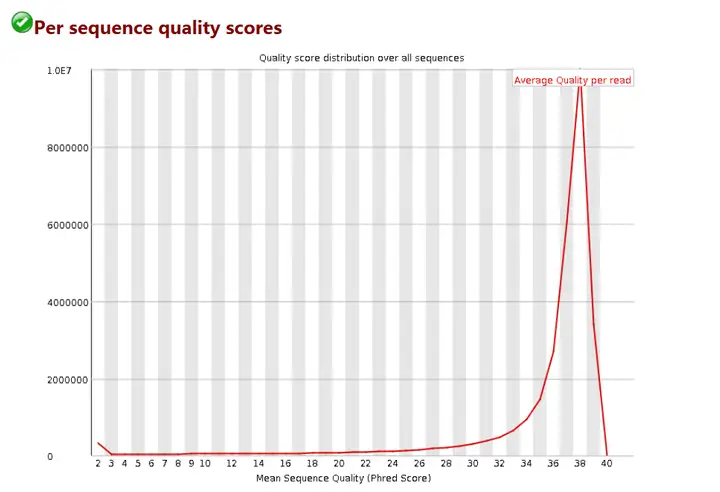 Per sequence quality scores
Quality score distribution over all sequences
Average Quality per read
1.0E7
8000000
6000000
4000000
2000000
0
2 3 4 5 6 7 8 9 10 12 14 16 18 20 22 24 26 28 30 32 34 36 38 40
Mean Sequence Quality (Phred Score)